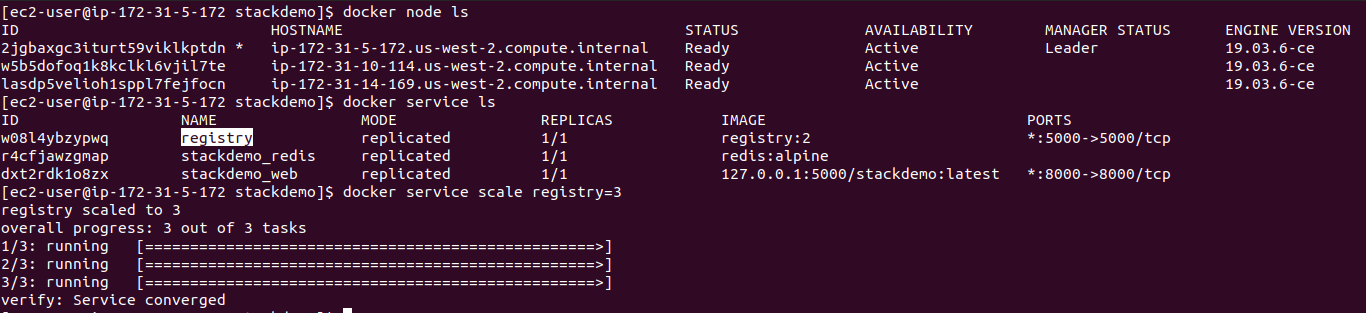 [ec2-user@ip-172-31-5-172 stackdemo]$ docker node ls
ID HOSTNAME STATUS AVAILABILITY MANAGER STATUS ENGINE VERSION
2jgbaxgc3iturt59viklkptdn * ip-172-31-5-172.us-west-2.compute.internal Ready Active Leader 19.03.6-ce
w5b5dofoq1k8kclkl6vjil7te ip-172-31-10-114.us-west-2.compute.internal Ready Active 19.03.6-ce
lasdp5velioh1sppl7fejfocn ip-172-31-14-169.us-west-2.compute.internal Ready Active 19.03.6-ce
[ec2-user@ip-172-31-5-172 stackdemo]$ docker service ls
ID NAME MODE REPLICAS IMAGE PORTS
w08l4ybzypwq registry replicated 1/1 registry:2 *:5000->5000/tcp
r4cfjawzgmap stackdemo_redis replicated 1/1 redis:alpine
dxt2rdk1o8zx stackdemo_web replicated 1/1 127.0.0.1:5000/stackdemo:latest *:8000->8000/tcp
[ec2-user@ip-172-31-5-172 stackdemo]$ docker service scale registry=3
registry scaled to 3
overall progress: 3 out of 3 tasks
1/3: running [==================================================>]
2/3: running [==================================================>]
3/3: running [==================================================>]
verify: Service converged